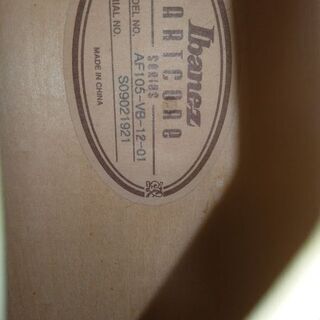 Ibanez
ARTCORE
series
MODEL NO. AF105-VB-12-01
SERIAL NO. S09021921
MADE IN CHINA